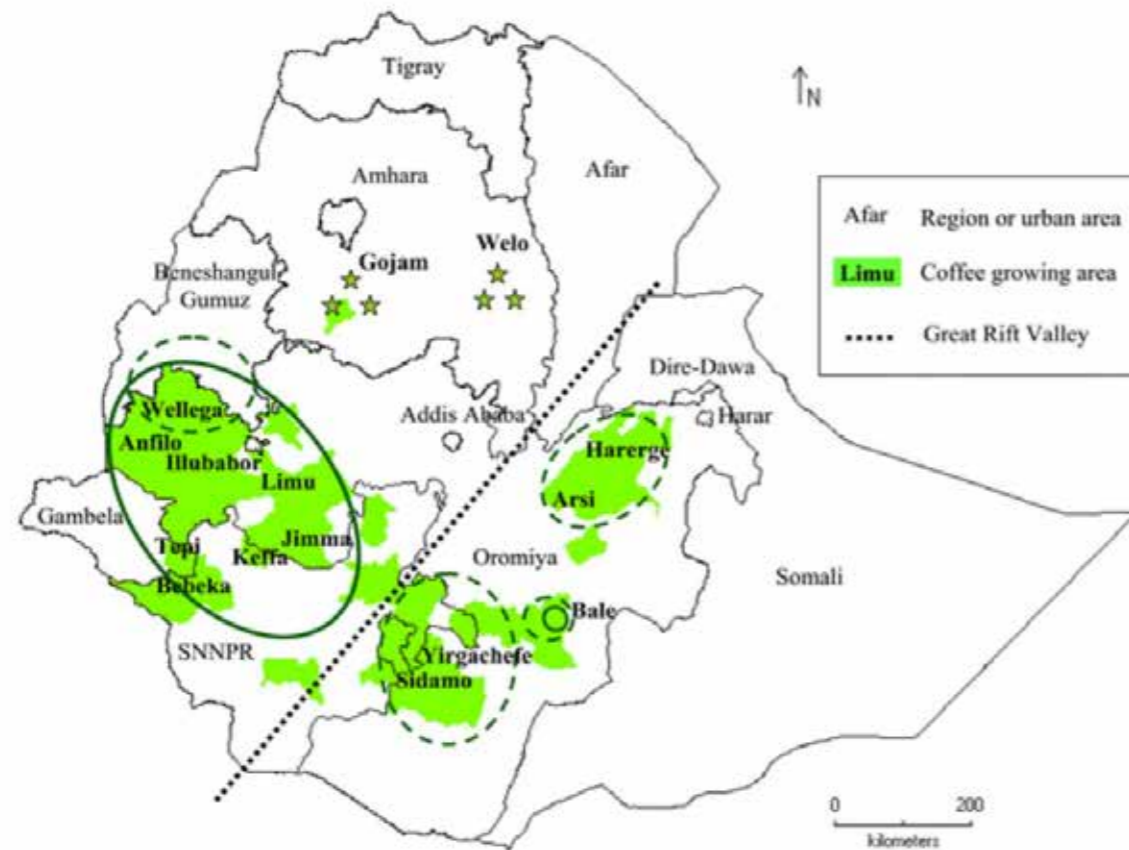 Tigray
N
Afar
Amhara
Welo
Gojam
Beneshangul
Gumuz
Afar Region or urban area
Limu Coffee growing area
Great Rift Valley
Dire-Dawa
Addis Ababa
Harar
Wellega
Anfilo
Illubabor
Limu
Harerge
Arsi
Gambela
Tepi
Keffa
Jimma
Bebeka
Oromiya
Somali
Bale
SNNPR
Yirgachefe
Sidamo
0 200
kilometers